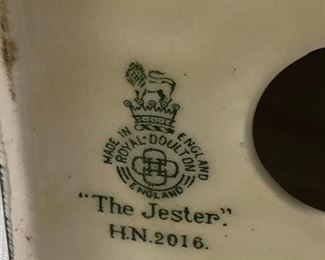 MADE IN ENGLAND
ROYAL·DOULTON
ENGLAND
"The Jester".
H.N.2016.